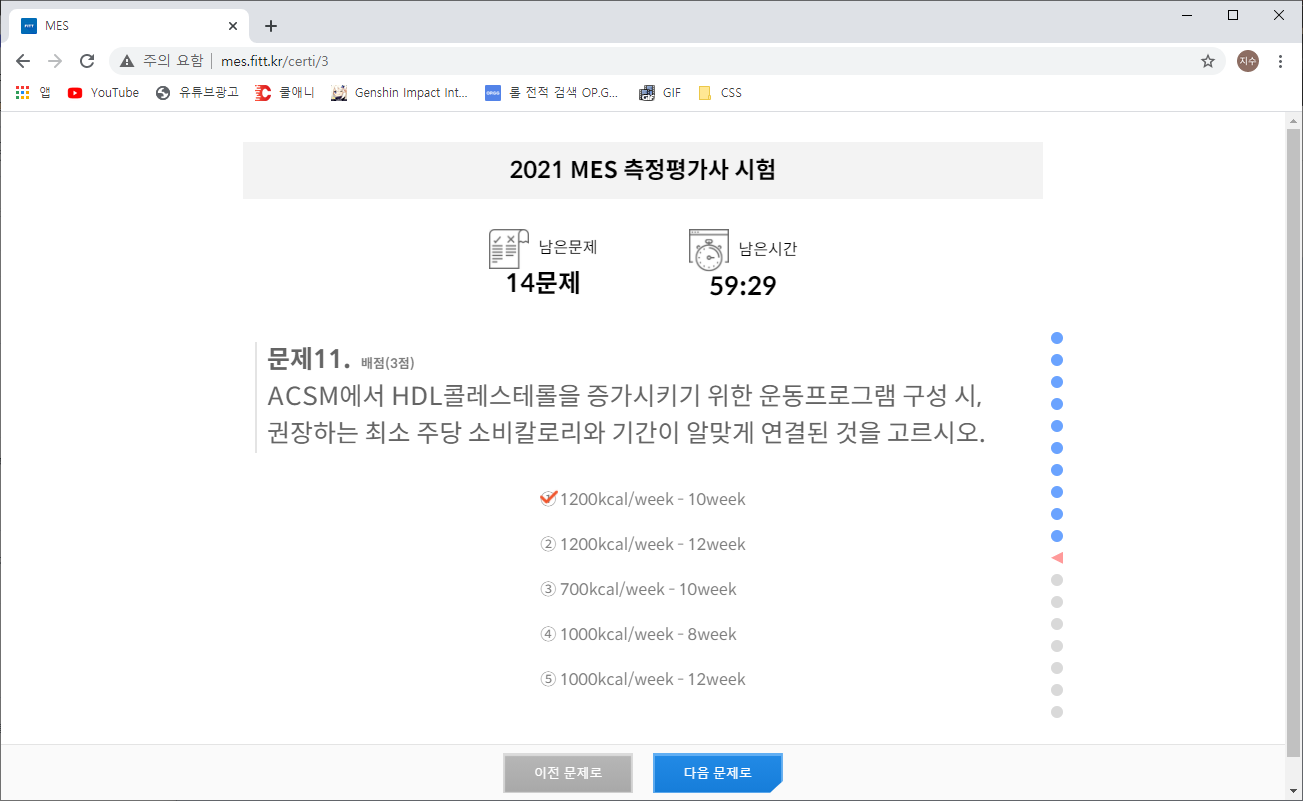 MES
주의 요함
mes.fitt.kr/certi/3
지수
앱
YouTube
유튜브광고
쿨애니
Genshin Impact Int...
롤 전적 검색 OP.G...
GIF
CSS
2021 MES 측정평가사 시험
남은문제
14문제
남은시간
59:29
문제11. 배점(3점)
ACSM에서 HDL콜레스테롤을 증가시키기 위한 운동프로그램 구성 시,
권장하는 최소 주당 소비칼로리와 기간이 알맞게 연결된 것을 고르시오.
① 1200kcal/week - 10week
② 1200kcal/week - 12week
③ 700kcal/week - 10week
④ 1000kcal/week - 8week
⑤ 1000kcal/week - 12week
이전 문제로
다음 문제로